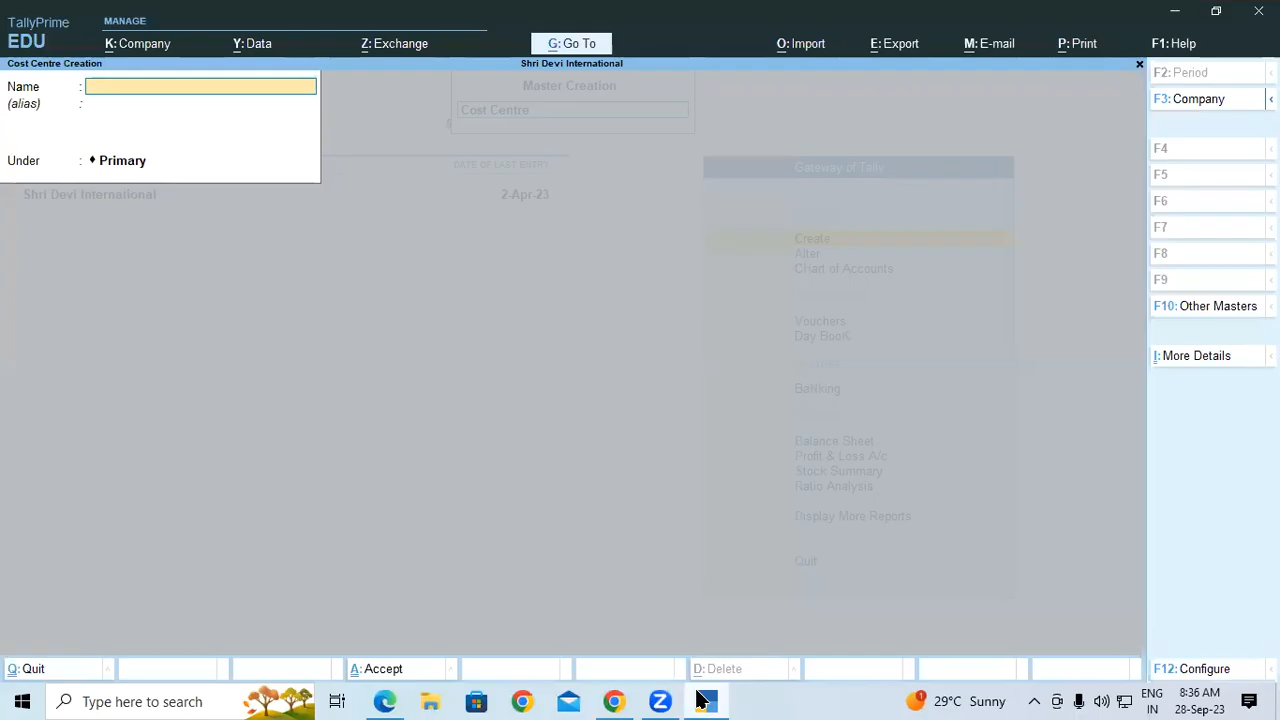 TallyPrime
EDU
MANAGE
K: Company
Y: Data
Z: Exchange
G: Go To
O: Import
E: Export
M: E-mail
P: Print
F1: Help
Cost Centre Creation
Shri Devi International
Name :
(alias) :
Under : ♦ Primary
Master Creation
Cost Centre
DATE OF LAST ENTRY
Shri Devi International
2-Apr-23
Gateway of Tally
Create
Alter
CHart of Accounts
Vouchers
Day BooK
BaNking
Balance Sheet
Profit & Loss A/c
Stock Summary
Ratio Analysis
Display More Reports
Quit
F2: Period
F3: Company
F4
F5
F6
F7
F8
F9
F10: Other Masters
I: More Details
Q: Quit
A: Accept
D: Delete
F12: Configure
Type here to search
1
29°C Sunny
ENG
IN
8:36 AM
28-Sep-23